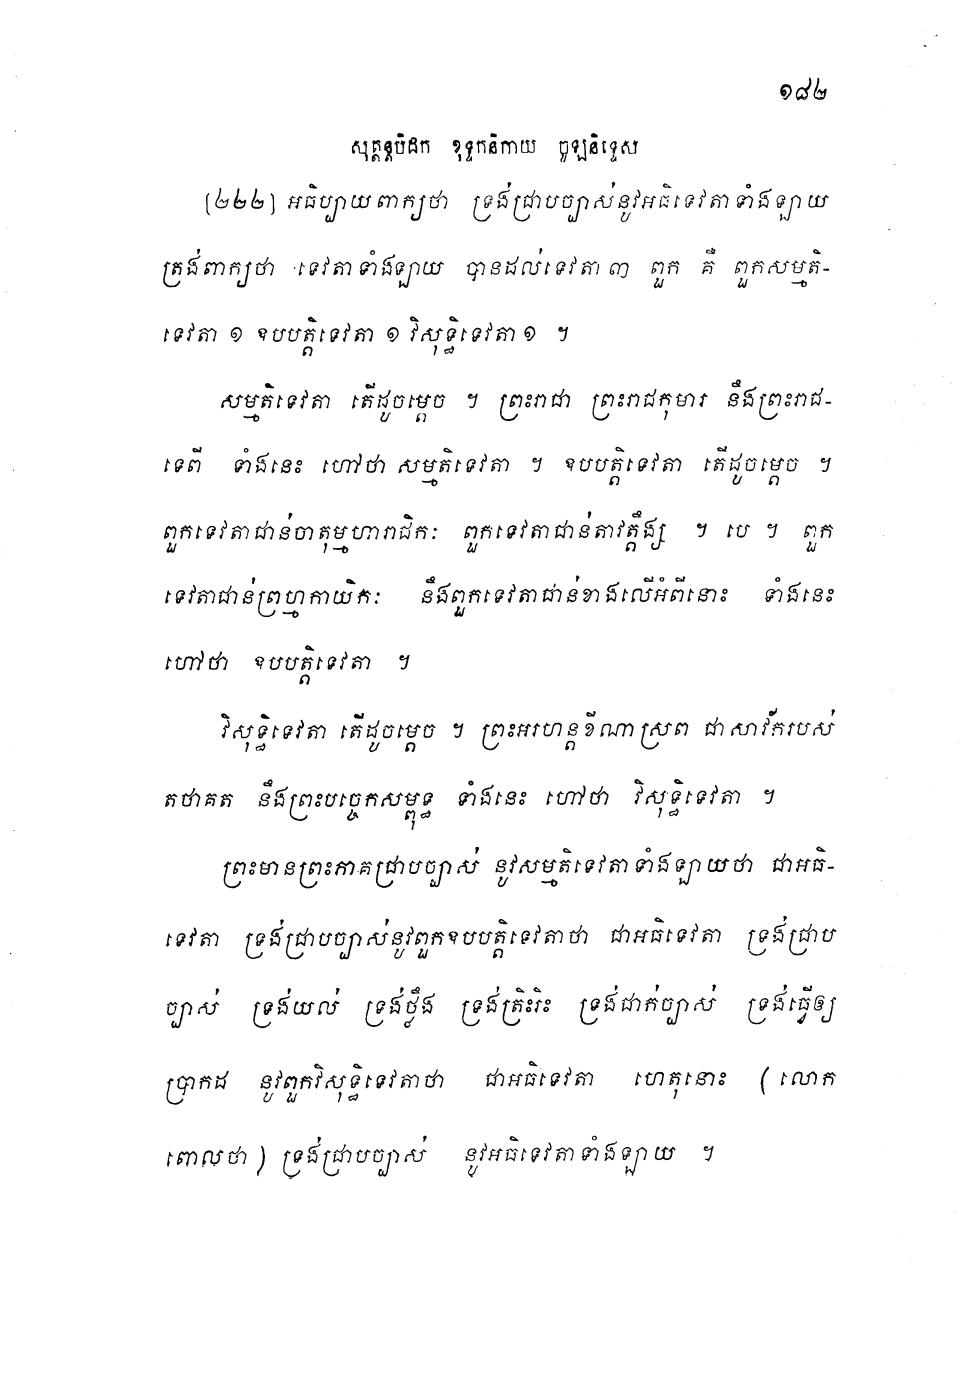 ១៨២
សុត្តន្តបិដក ខុទ្ទកនិកាយ ចូឡនិទ្ទេស
[២២២] អធិប្បាយពាក្យថា ទ្រង់ជ្រាបច្បាស់នូវអធិទេវតាទាំងឡាយ
ត្រង់ពាក្យថា ទេវតាទាំងឡាយ បានដល់ទេវតា ៣ ពួក គឺ ពួកសម្មតិ-
ទេវតា ១ ឧបបត្តិទេវតា ១ វិសុទ្ធិទេវតា ១ ។
សម្មតិទេវតា តើដូចម្តេច ។ ព្រះរាជា ព្រះរាជកុមារ នឹងព្រះរាជ-
ទេពី ទាំងនេះ ហៅថា សម្មតិទេវតា ។ ឧបបត្តិទេវតា តើដូចម្តេច ។
ពួកទេវតាជាន់ចាតុម្មហារាជិកៈ ពួកទេវតាជាន់តាវត្តឹង្ស ។ បេ ។ ពួក
ទេវតាជាន់ព្រហ្មកាយិកៈ នឹងពួកទេវតាជាន់ខាងលើអំពីនោះ ទាំងនេះ
ហៅថា ឧបបត្តិទេវតា ។
វិសុទ្ធិទេវតា តើដូចម្តេច ។ ព្រះអរហន្តខីណាស្រព ជាសាវ័ករបស់
តថាគត នឹងព្រះបច្ចេកសម្ពុទ្ធ ទាំងនេះ ហៅថា វិសុទ្ធិទេវតា ។
ព្រះមានព្រះភាគជ្រាបច្បាស់ នូវសម្មតិទេវតាទាំងឡាយថា ជាអធិ-
ទេវតា ទ្រង់ជ្រាបច្បាស់នូវពួកឧបបត្តិទេវតាថា ជាអធិទេវតា ទ្រង់ជ្រាប
ច្បាស់ ទ្រង់យល់ ទ្រង់ថ្លឹង ទ្រង់ត្រិះរិះ ទ្រង់ជាក់ច្បាស់ ទ្រង់ធ្វើឲ្យ
ប្រាកដ នូវពួកវិសុទ្ធិទេវតាថា ជាអធិទេវតា ហេតុនោះ (លោក
ពោលថា) ទ្រង់ជ្រាបច្បាស់ នូវអធិទេវតាទាំងឡាយ ។